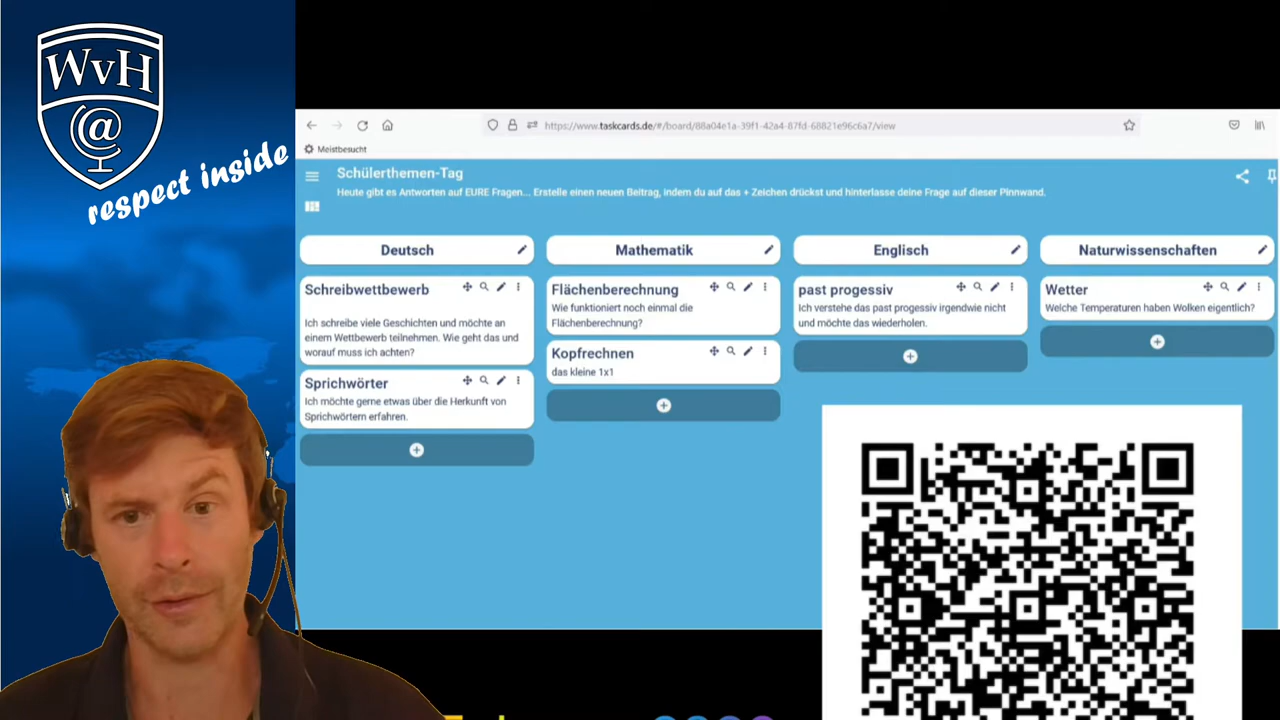 WvH
@
respect inside
https://www.taskcards.de/#/board/88a04e1a-39f1-42a4-87fd-68821e96c6a7/view
Meistbesucht
Schülerthemen-Tag
Heute gibt es Antworten auf EURE Fragen... Erstelle einen neuen Beitrag, indem du auf das + Zeichen drückst und hinterlasse deine Frage auf dieser Pinnwand.
Deutsch
Schreibwettbewerb
Ich schreibe viele Geschichten und möchte an
einem Wettbewerb teilnehmen. Wie geht das und
worauf muss ich achten?
Sprichwörter
Ich möchte gerne etwas über die Herkunft von
Sprichwörtern erfahren.
Mathematik
Flächenberechnung
Wie funktioniert noch einmal die
Flächenberechnung?
Kopfrechnen
das kleine 1x1
Englisch
past progessiv
Ich verstehe das past progessiv irgendwie nicht
und möchte das wiederholen.
Naturwissenschaften
Wetter
Welche Temperaturen haben Wolken eigentlich?